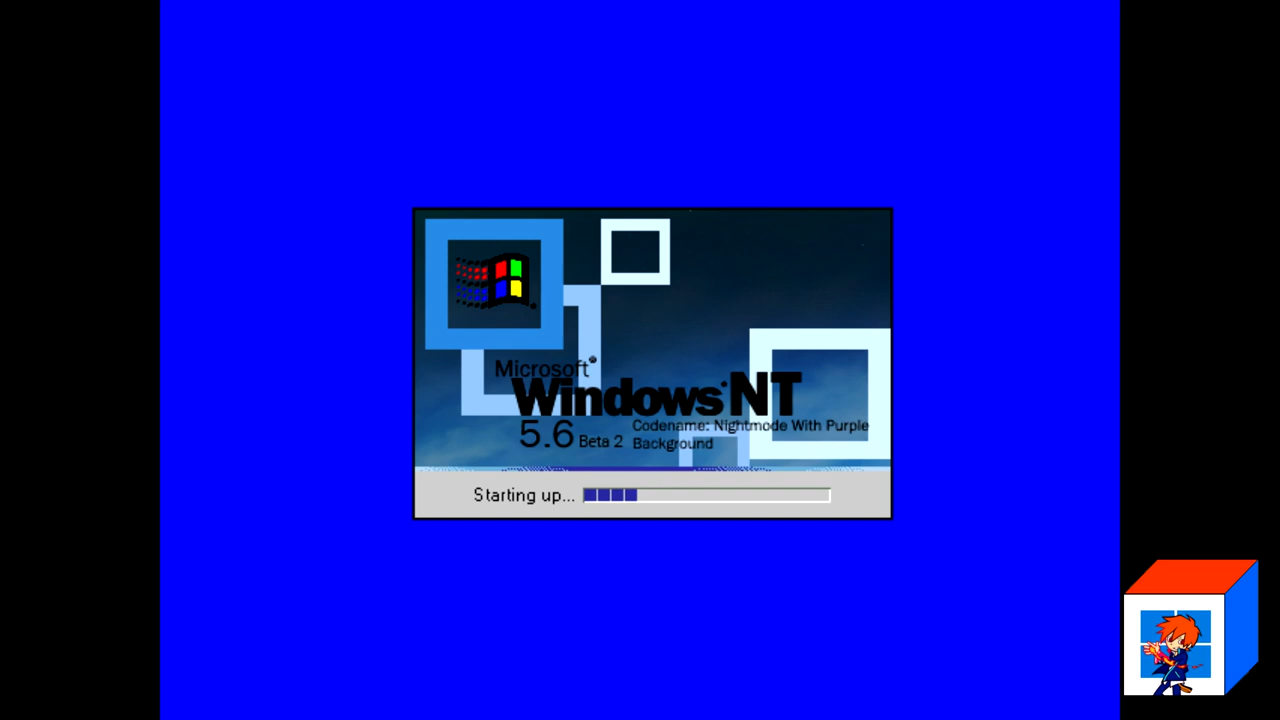 Microsoft
Windows NT
5.6 Beta 2
Codename: Nightmode With Purple
Background
Starting up...